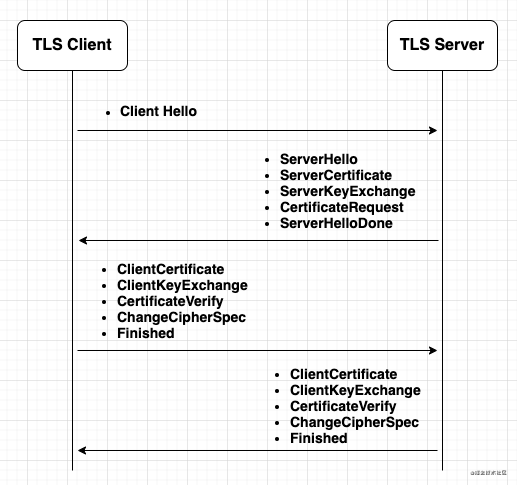 TLS Client
TLS Server
Client Hello
ServerHello
ServerCertificate
ServerKeyExchange
CertificateRequest
ServerHelloDone
ClientCertificate
ClientKeyExchange
CertificateVerify
ChangeCipherSpec
Finished
ClientCertificate
ClientKeyExchange
CertificateVerify
ChangeCipherSpec
Finished